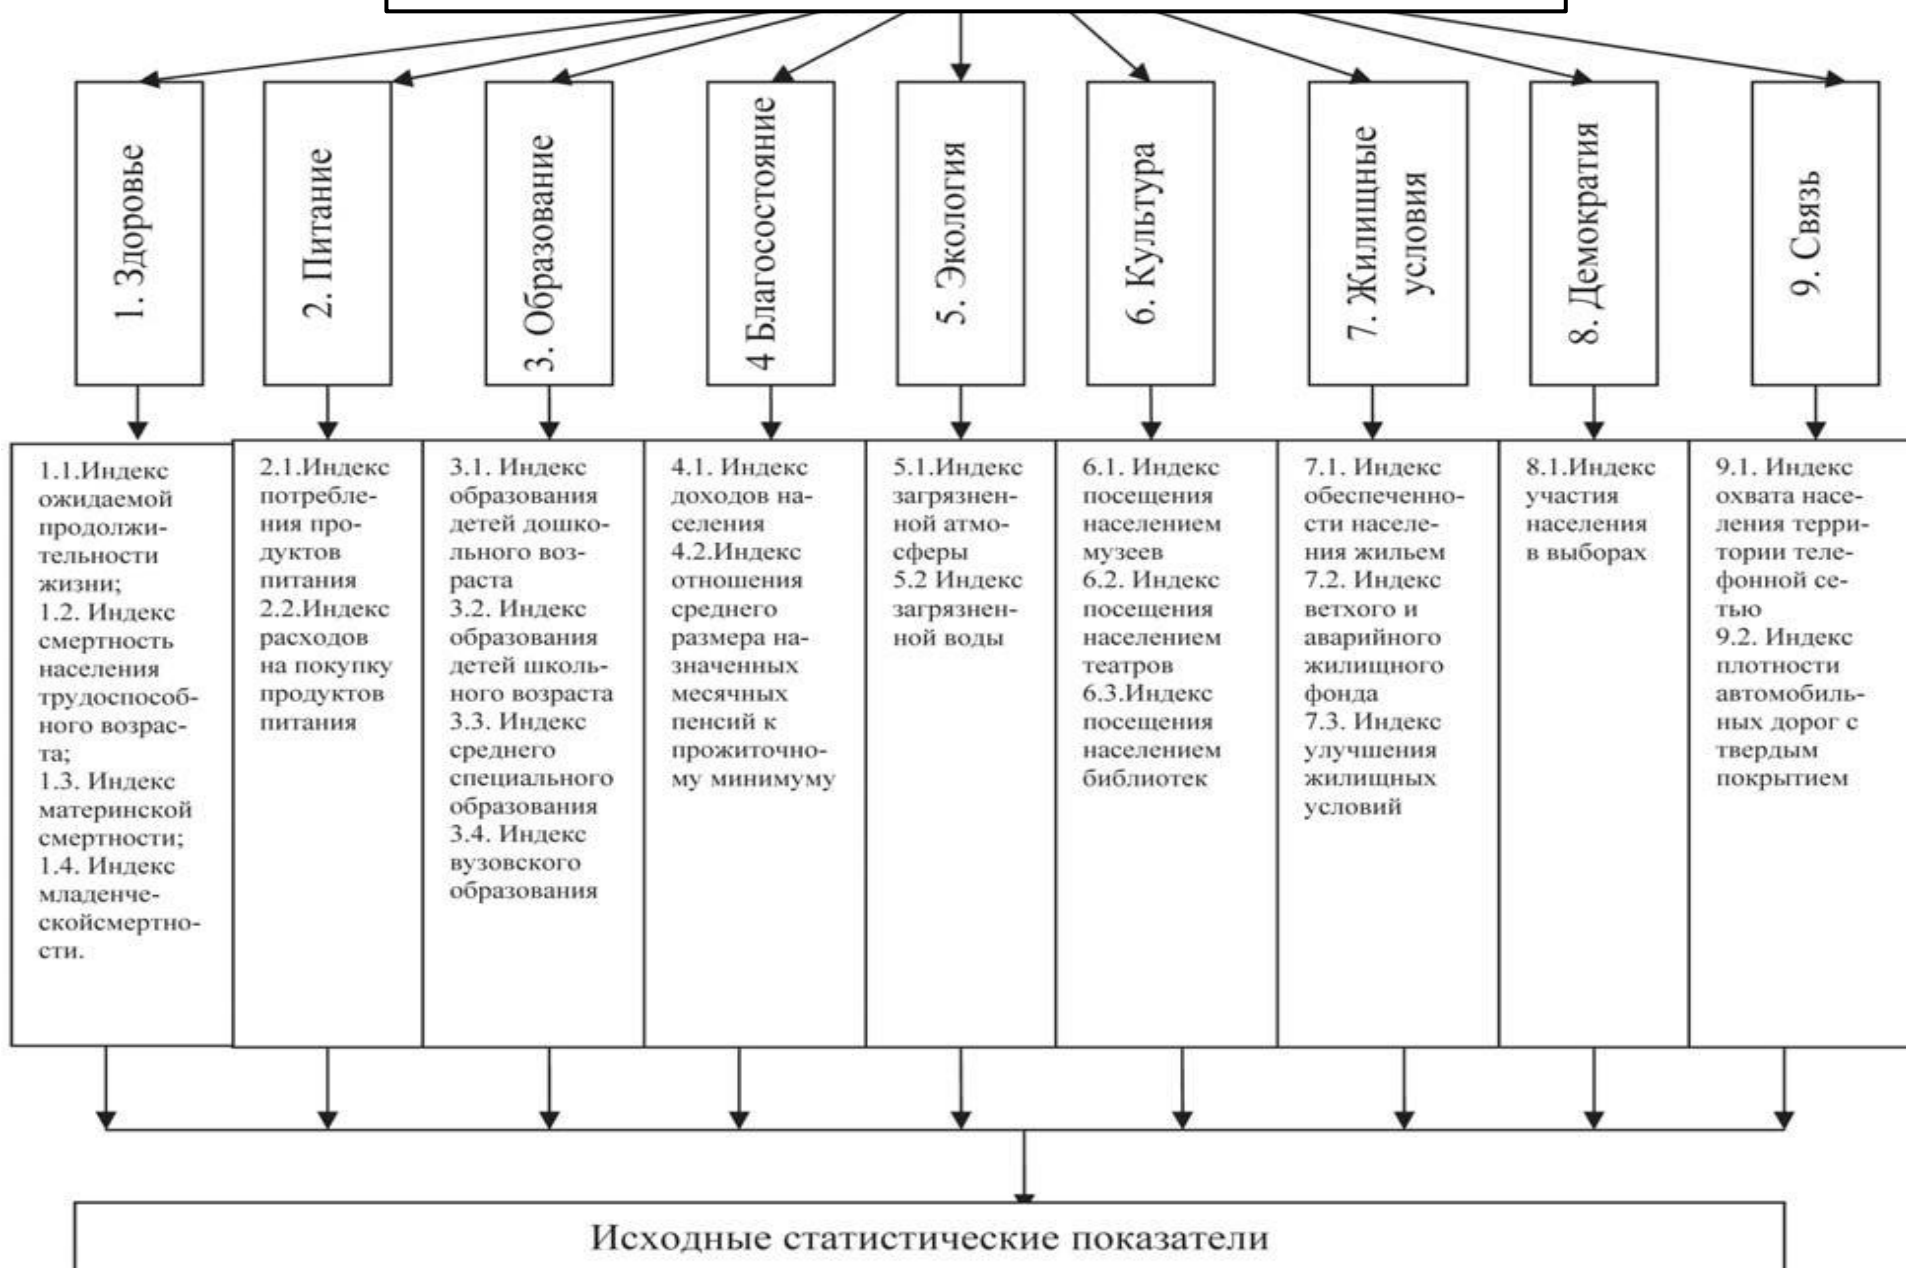 1. Здоровье
2. Питание
3. Образование
4 Благосостояние
5. Экология
6. Культура
7. Жилищные
условия
8. Демократия
9. Связь
1.1.Индекс
ожидаемой
продолжи-
тельности
жизни;
1.2. Индекс
смертность
населения
трудоспособ-
ного возрас-
та;
1.3. Индекс
материнской
смертности;
1.4. Индекс
младенче-
скойсмертно-
сти.
2.1.Индекс
потребле-
ния про-
дуктов
питания
2.2.Индекс
расходов
на покупку
продуктов
питания
3.1. Индекс
образования
детей дошко-
льного воз-
раста
3.2. Индекс
образования
детей школь-
ного возраста
3.3. Индекс
среднего
специального
образования
3.4. Индекс
вузовского
образования
4.1. Индекс
доходов на-
селения
4.2.Индекс
отношения
среднего
размера на-
значенных
месячных
пенсий к
прожиточно-
му минимуму
5.1.Индекс
загрязнен-
ной атмо-
сферы
5.2 Индекс
загрязнен-
ной воды
6.1. Индекс
посещения
населением
музеев
6.2. Индекс
посещения
населением
театров
6.3.Индекс
посещения
населением
библиотек
7.1. Индекс
обеспеченно-
сти населе-
ния жильем
7.2. Индекс
ветхого и
аварийного
жилищного
фонда
7.3. Индекс
улучшения
жилищных
условий
8.1.Индекс
участия
населения
в выборах
9.1. Индекс
охвата насе-
ления терри-
тории теле-
фонной се-
тью
9.2. Индекс
плотности
автомобиль-
ных дорог с
твердым
покрытием
Исходные статистические показатели